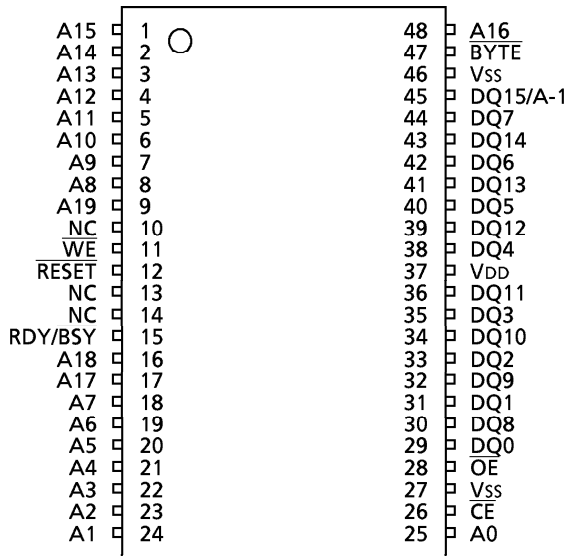 A15 1 48 A16
A14 2 47 BYTE
A13 3 46 VSS
A12 4 45 DQ15/A-1
A11 5 44 DQ7
A10 6 43 DQ14
A9 7 42 DQ6
A8 8 41 DQ13
A19 9 40 DQ5
NC 10 39 DQ12
WE 11 38 DQ4
RESET 12 37 VDD
NC 13 36 DQ11
NC 14 35 DQ3
RDY/BSY 15 34 DQ10
A18 16 33 DQ2
A17 17 32 DQ9
A7 18 31 DQ1
A6 19 30 DQ8
A5 20 29 DQ0
A4 21 28 OE
A3 22 27 VSS
A2 23 26 CE
A1 24 25 A0